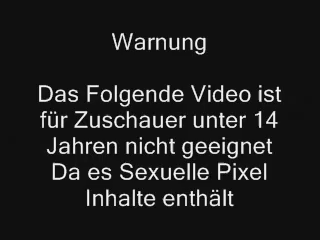 Warnung
Das Folgende Video ist
für Zuschauer unter 14
Jahren nicht geeignet
Da es Sexuelle Pixel
Inhalte enthält